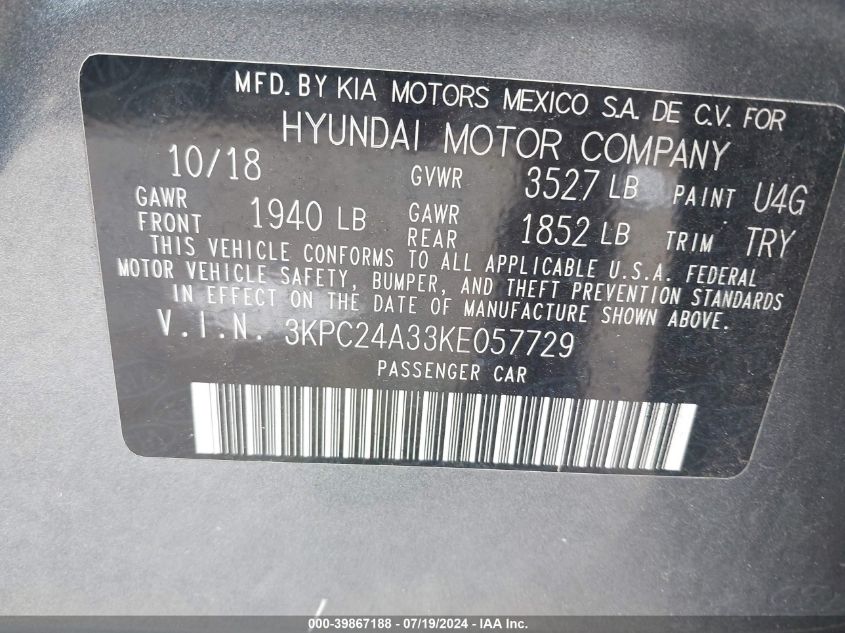 MFD. BY KIA MOTORS MEXICO S.A. DE C.V. FOR
HYUNDAI MOTOR COMPANY
10/18 GVWR 3527 LB PAINT U4G
GAWR FRONT 1940 LB GAWR REAR 1852 LB TRIM TRY
THIS VEHICLE CONFORMS TO ALL APPLICABLE U.S.A. FEDERAL
MOTOR VEHICLE SAFETY, BUMPER, AND THEFT PREVENTION STANDARDS
IN EFFECT ON THE DATE OF MANUFACTURE SHOWN ABOVE.
V.I.N. 3KPC24A33KE057729
PASSENGER CAR
000-39867188 - 07/19/2024 - IAA Inc.